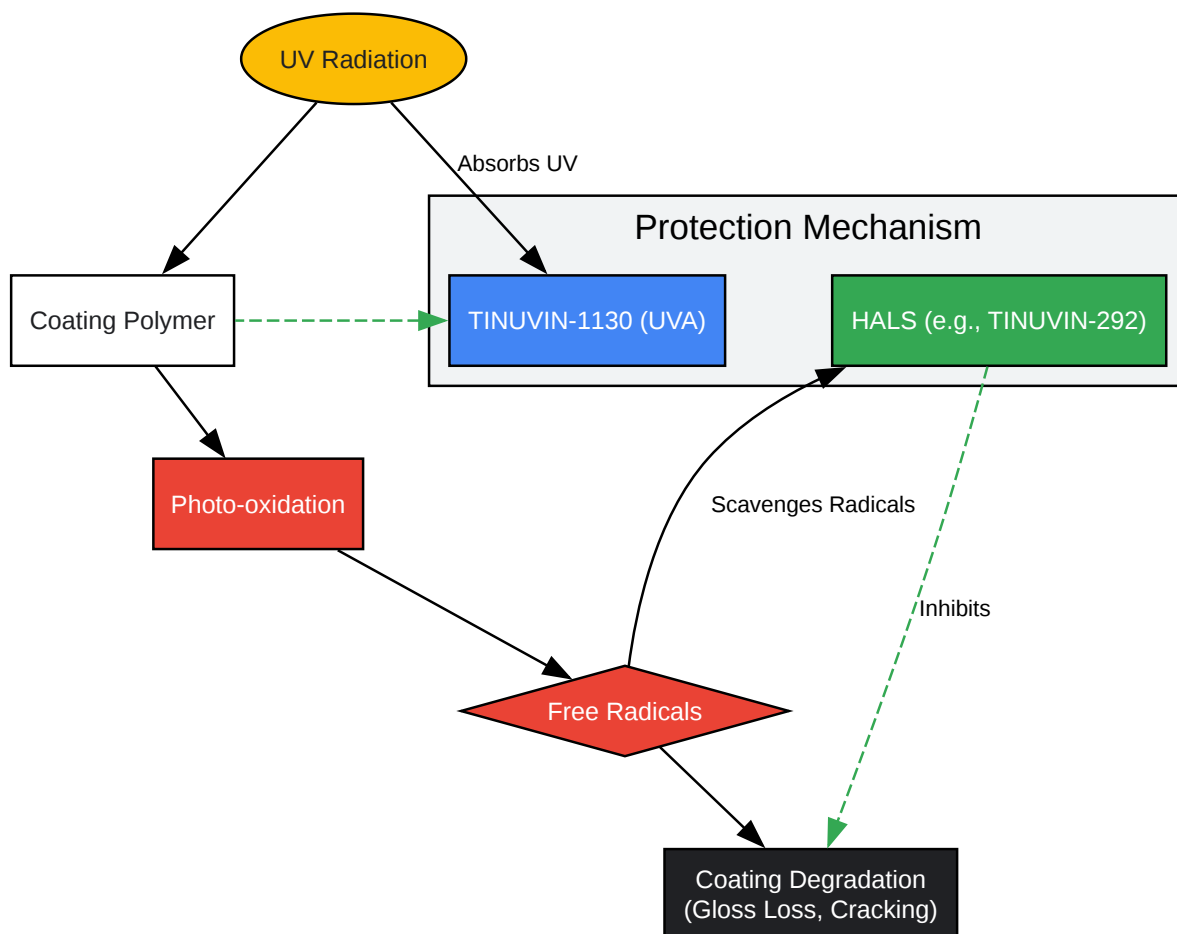 UV Radiation
Absorbs UV
Protection Mechanism
Coating Polymer
TINUVIN-1130 (UVA)
HALS (e.g., TINUVIN-292)
Photo-oxidation
Scavenges Radicals
Inhibits
Free Radicals
Coating Degradation
(Gloss Loss, Cracking)